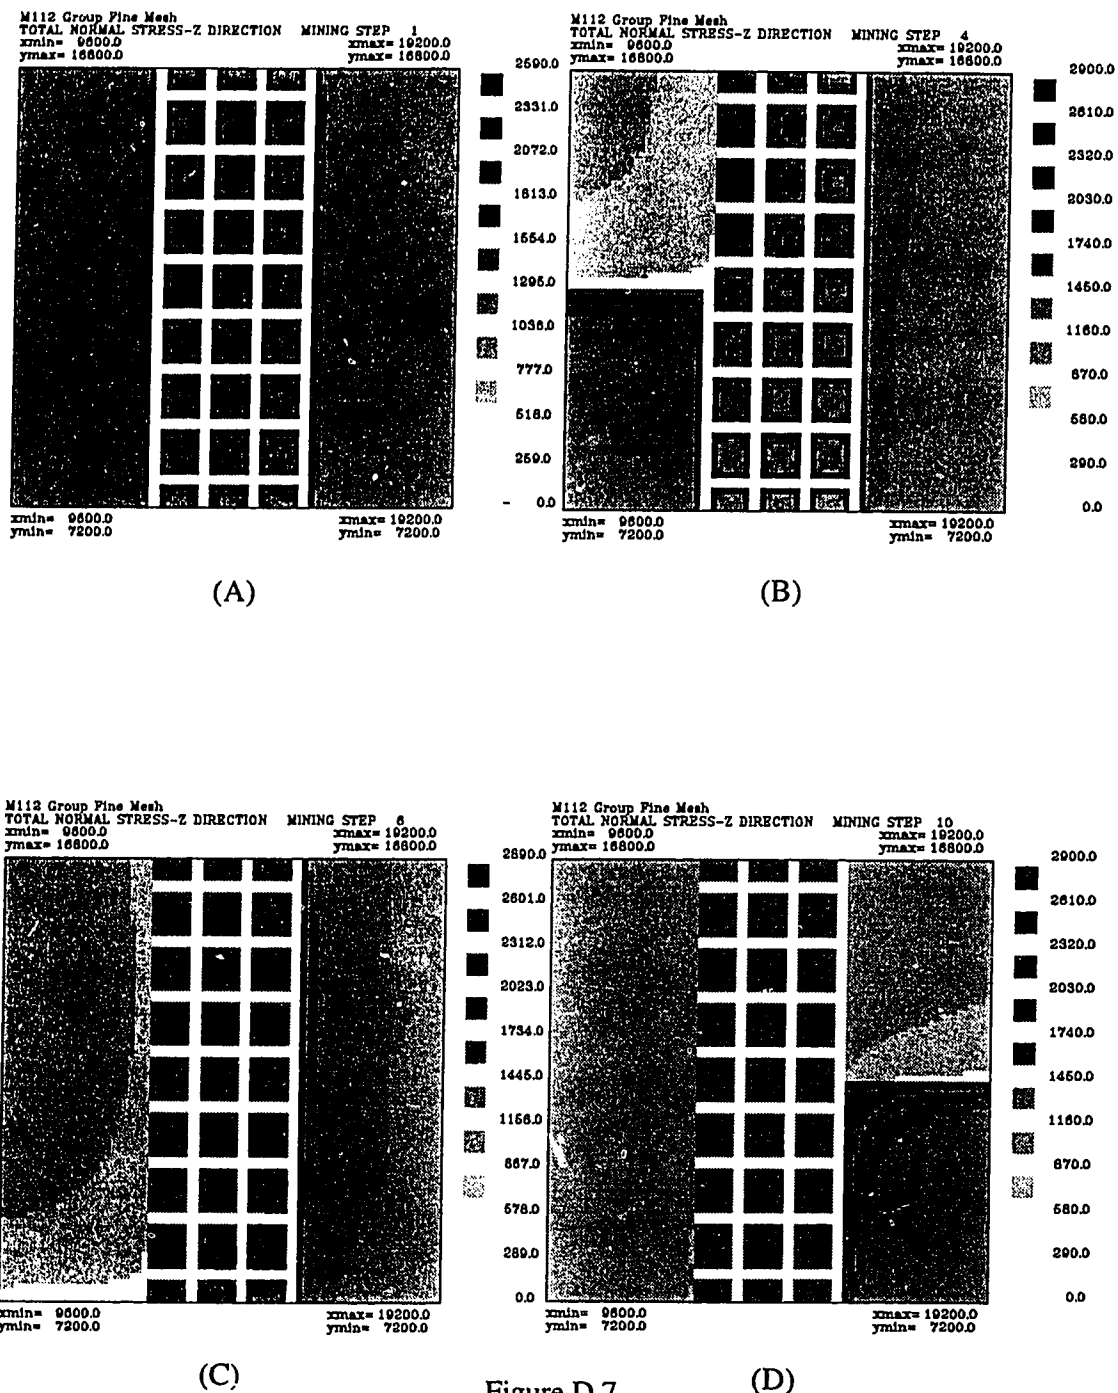 M112 Group Fine Mesh
TOTAL NORMAL STRESS-Z DIRECTION MINING STEP 1
xmin= 9600.0 xmax= 19200.0
ymax= 16800.0 ymax= 16800.0
2590.0
2331.0
2072.0
1813.0
1554.0
1295.0
1036.0
777.0
518.0
259.0
0.0
xmin= 9600.0 xmax= 19200.0
ymin= 7200.0 ymin= 7200.0
(A)
M112 Group Fine Mesh
TOTAL NORMAL STRESS-Z DIRECTION MINING STEP 4
xmin= 9600.0 xmax= 19200.0
ymax= 16800.0 ymax= 16800.0
2900.0
2610.0
2320.0
2030.0
1740.0
1450.0
1160.0
870.0
580.0
290.0
0.0
xmin= 9600.0 xmax= 19200.0
ymin= 7200.0 ymin= 7200.0
(B)
M112 Group Fine Mesh
TOTAL NORMAL STRESS-Z DIRECTION MINING STEP 6
xmin= 9600.0 xmax= 19200.0
ymax= 16800.0 ymax= 16800.0
2890.0
2601.0
2312.0
2023.0
1734.0
1445.0
1156.0
867.0
578.0
289.0
0.0
xmin= 9600.0 xmax= 19200.0
ymin= 7200.0 ymin= 7200.0
(C)
M112 Group Fine Mesh
TOTAL NORMAL STRESS-Z DIRECTION MINING STEP 10
xmin= 9600.0 xmax= 19200.0
ymax= 16800.0 ymax= 16800.0
2900.0
2610.0
2320.0
2030.0
1740.0
1450.0
1160.0
870.0
580.0
290.0
0.0
xmin= 9600.0 xmax= 19200.0
ymin= 7200.0 ymin= 7200.0
(D)
Figure D.7